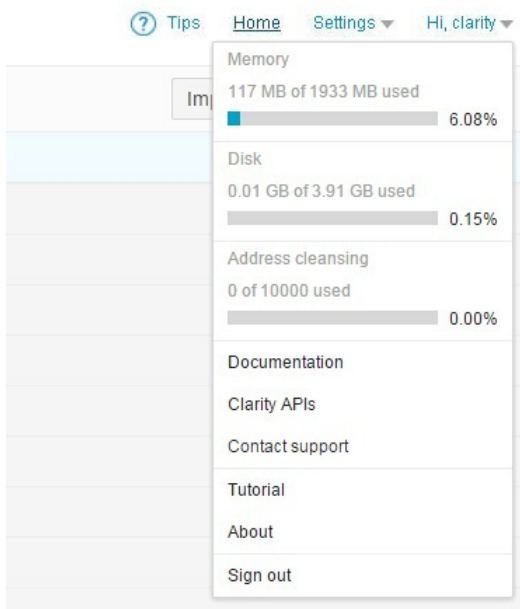 ? Tips Home Settings Hi, clarity
Memory
117 MB of 1933 MB used
6.08%
Disk
0.01 GB of 3.91 GB used
0.15%
Address cleansing
0 of 10000 used
0.00%
Documentation
Clarity APIs
Contact support
Tutorial
About
Sign out